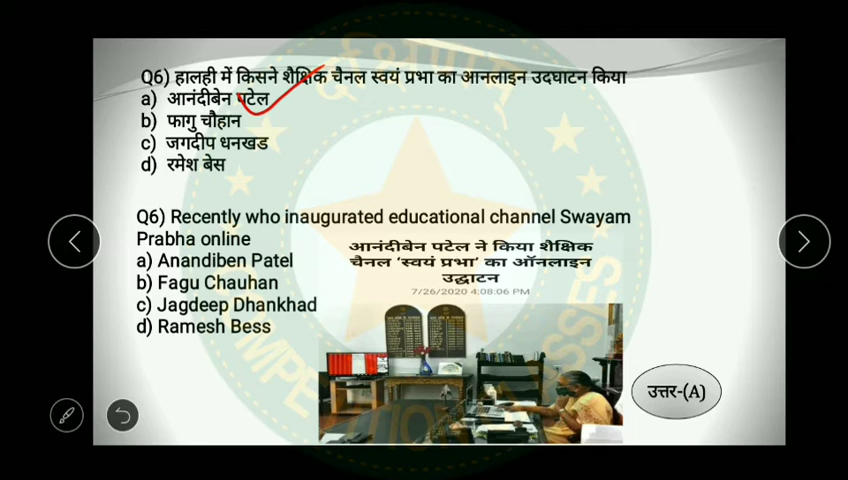 Q6) हालही में किसने शैक्षिक चैनल स्वयं प्रभा का आनलाइन उदघाटन किया
a) आनंदीबेन पटेल
b) फागु चौहान
c) जगदीप धनखड
d) रमेश बेस
Q6) Recently who inaugurated educational channel Swayam
Prabha online
a) Anandiben Patel
b) Fagu Chauhan
c) Jagdeep Dhankhad
d) Ramesh Bess
आनंदीबेन पटेल ने किया शैक्षिक
चैनल ‘स्वयं प्रभा’ का ऑनलाइन
उद्घाटन
7/26/2020 4:08:06 PM
उत्तर-(A)